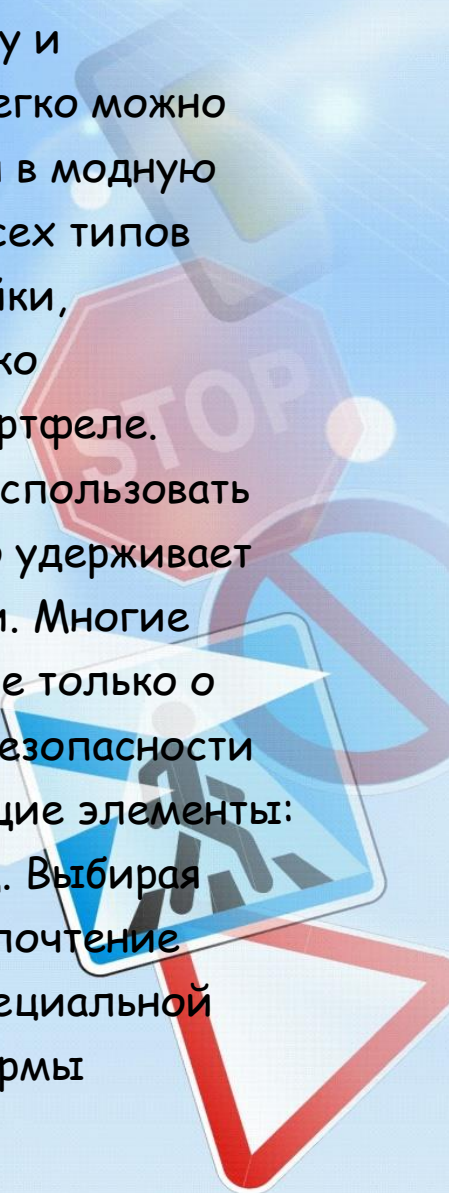 у и
егко можно
в модную
сех типов
йки,
ко
ртфеле.
STOP
спользовать
удерживает
и. Многие
е только о
езопасности
щие элементы:
. Выбирая
почтение
ециальной
рмы